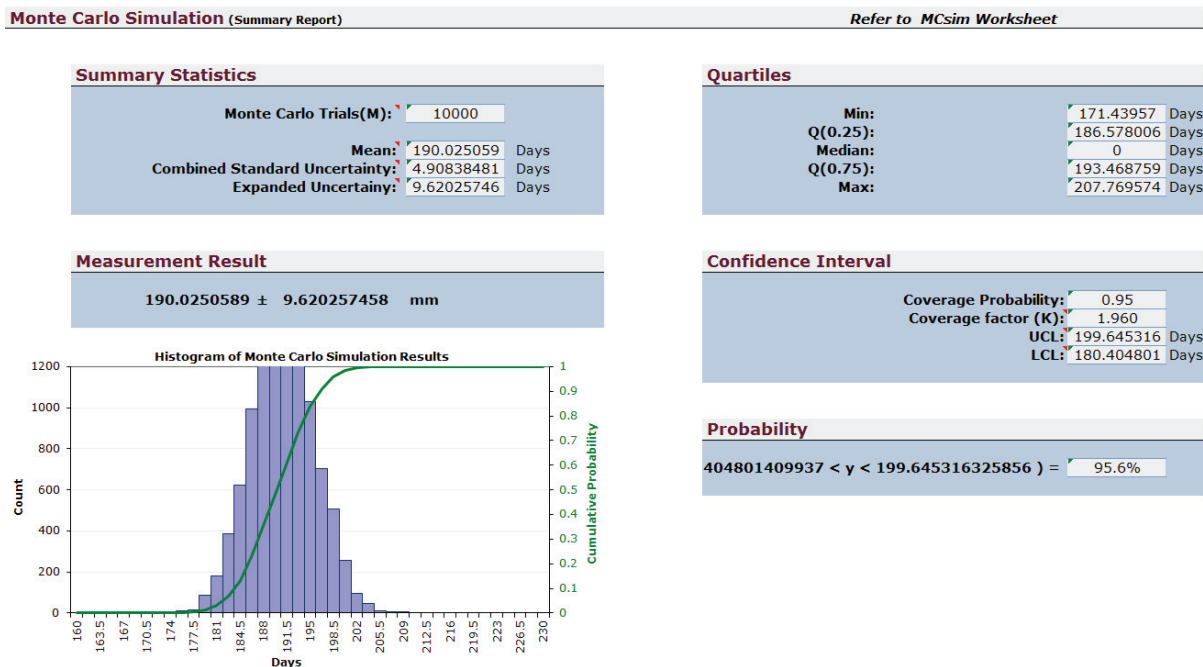 Monte Carlo Simulation (Summary Report)
Refer to MCsim Worksheet
Summary Statistics
Monte Carlo Trials(M): 10000
Mean: 190.025059 Days
Combined Standard Uncertainty: 4.90838481 Days
Expanded Uncertainy: 9.62025746 Days
Quartiles
Min: 171.43957 Days
Q(0.25): 186.578006 Days
Median: 0 Days
Q(0.75): 193.468759 Days
Max: 207.769574 Days
Measurement Result
190.0250589 ± 9.620257458 mm
Confidence Interval
Coverage Probability: 0.95
Coverage factor (K): 1.960
UCL: 199.645316 Days
LCL: 180.404801 Days
Histogram of Monte Carlo Simulation Results
1200
1000
800
600
400
200
0
Count
1
0.9
0.8
0.7
0.6
0.5
0.4
0.3
0.2
0.1
0
Cumulative Probability
160 163.5 167 170.5 174 177.5 181 184.5 188 191.5 195 198.5 202 205.5 209 212.5 216 219.5 223 226.5 230
Days
Probability
404801409937 < y < 199.645316325856 ) = 95.6%